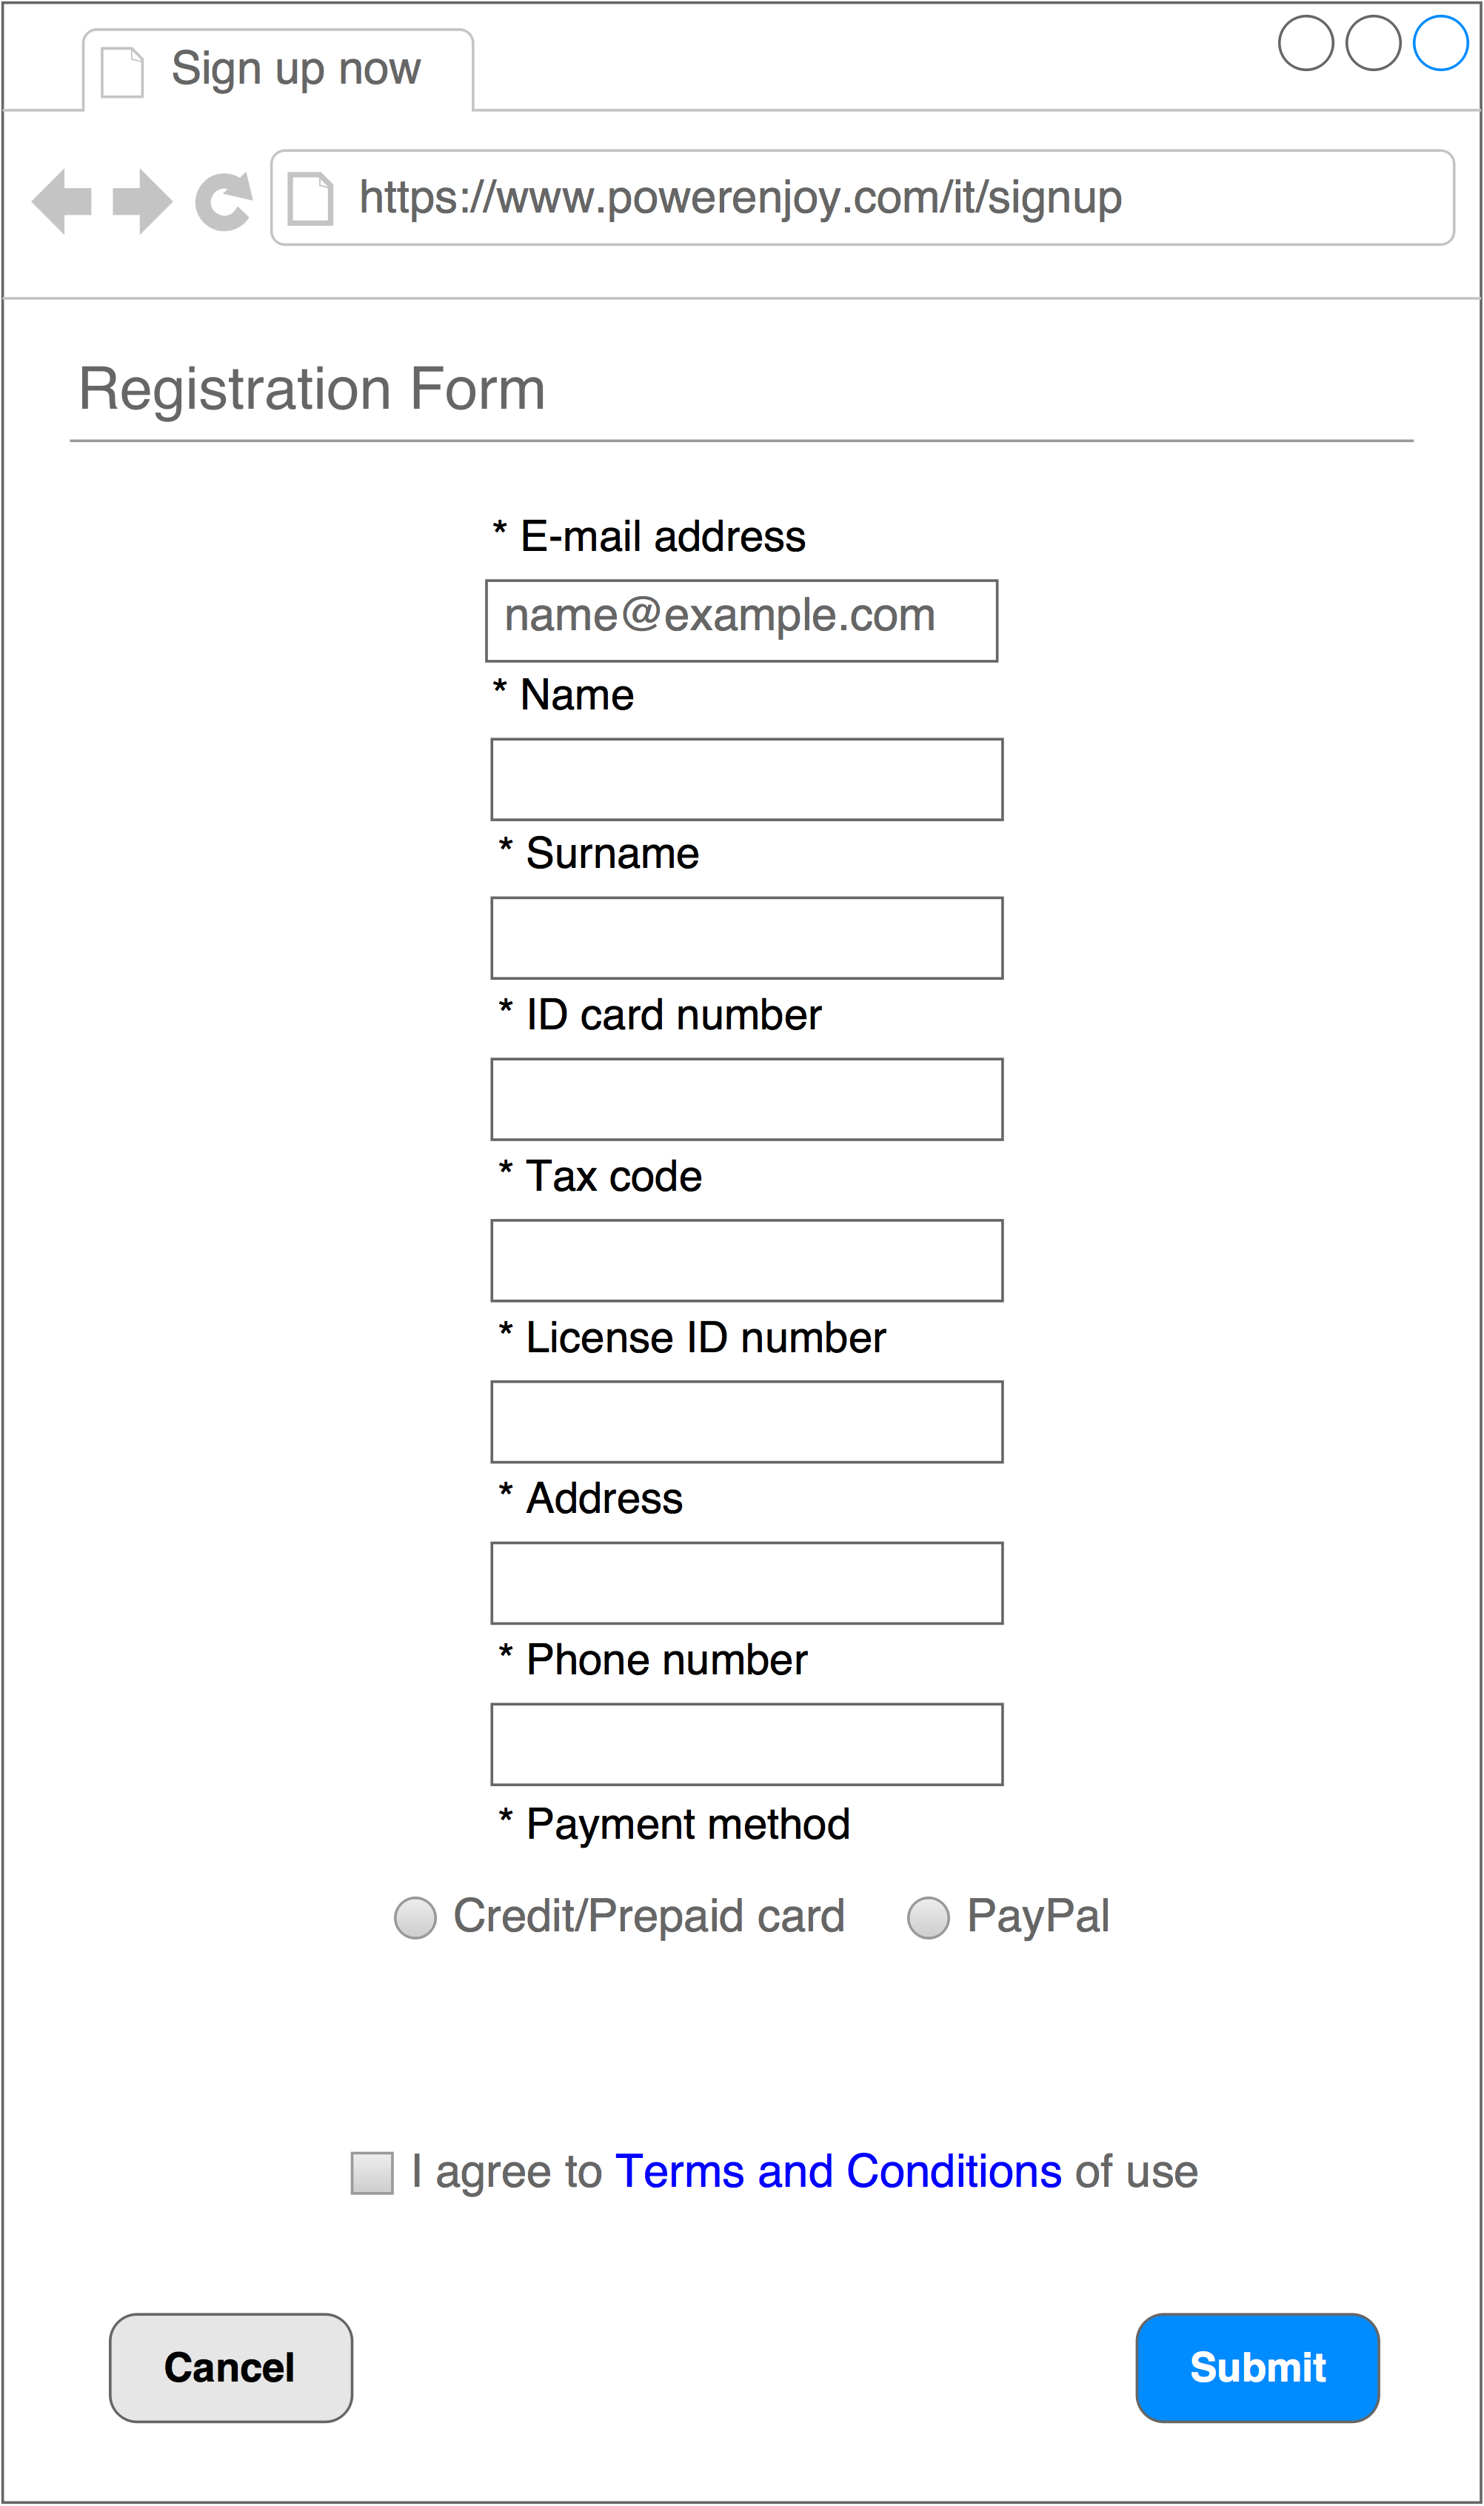 Sign up now
https://www.powerenjoy.com/it/signup
Registration Form
* E-mail address
name@example.com
* Name
* Surname
* ID card number
* Tax code
* License ID number
* Address
* Phone number
* Payment method
Credit/Prepaid card PayPal
I agree to Terms and Conditions of use
Cancel Submit